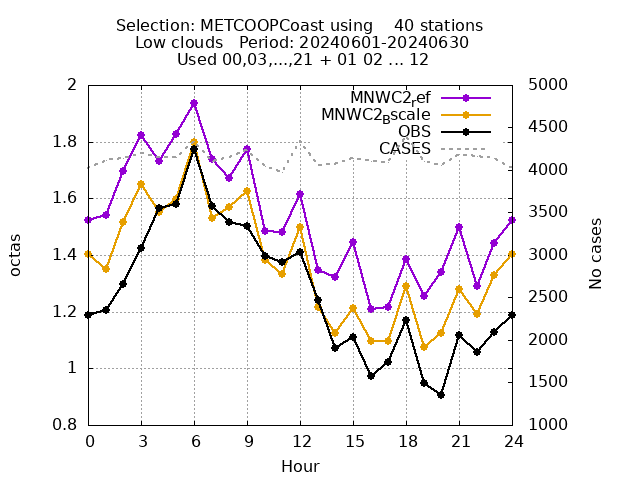 Selection: METCOOPCoast using    40 stations
Low clouds   Period: 20240601-20240630
Used 00,03,...,21 + 01 02 ... 12
MNWC2ref
MNWC2Bscale
OBS
CASES
2
1.8
1.6
1.4
1.2
1
0.8
5000
4500
4000
3500
3000
2500
2000
1500
1000
octas
No cases
0 3 6 9 12 15 18 21 24
Hour